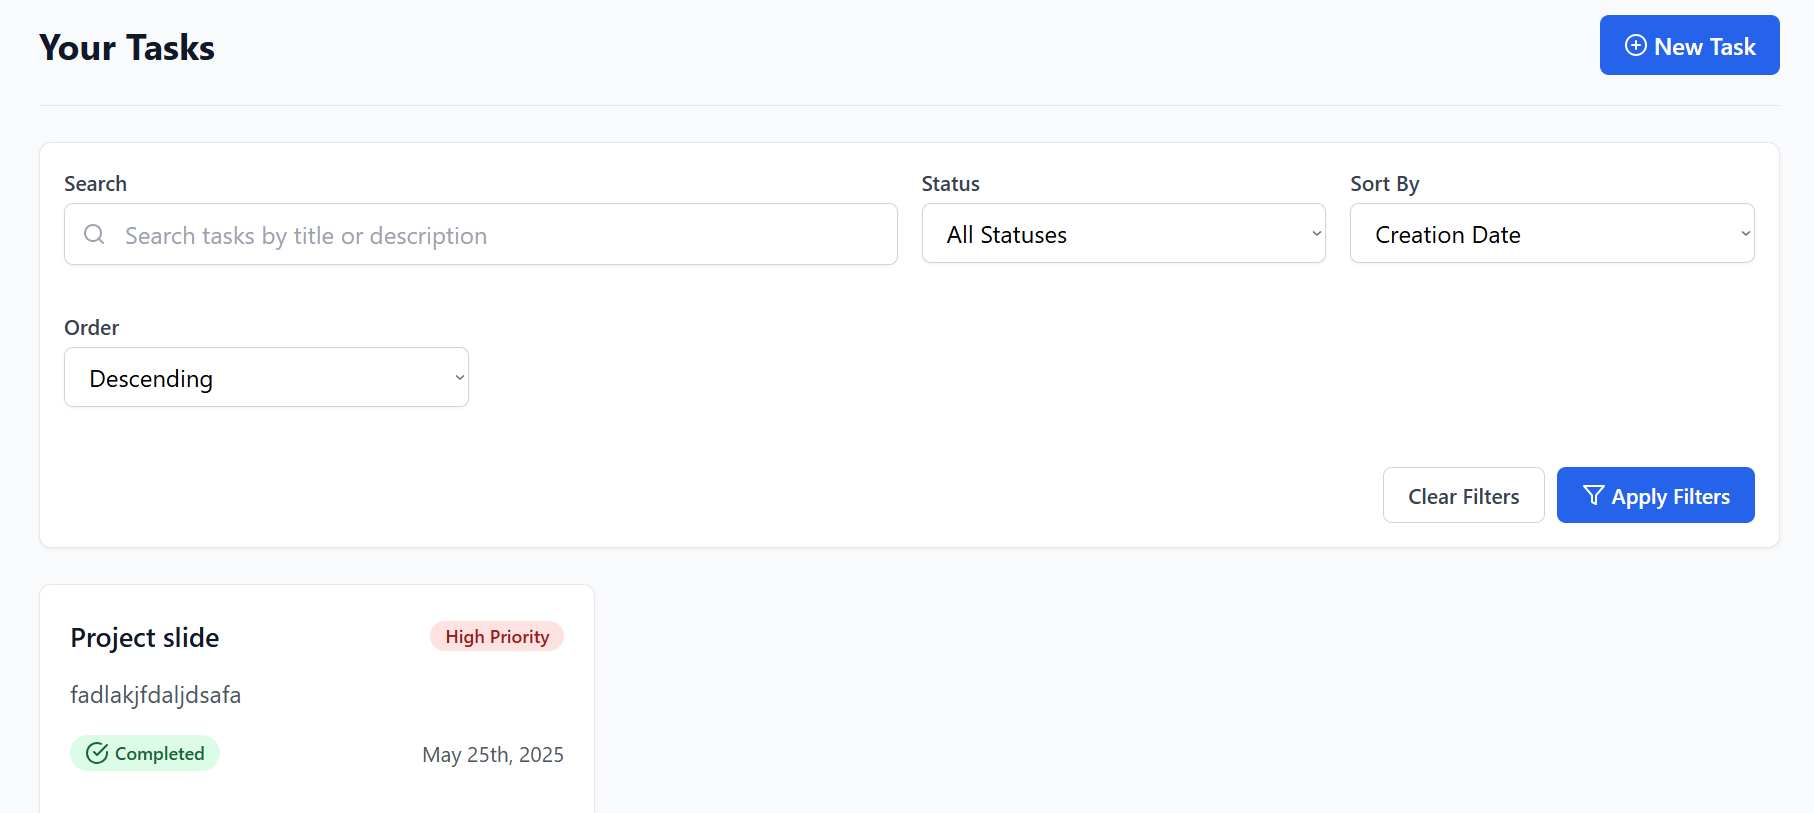 Your Tasks
New Task
Search
Status
Sort By
Search tasks by title or description
All Statuses
Creation Date
Order
Descending
Clear Filters
Apply Filters
Project slide
High Priority
fadlakjfdaljdsafa
Completed
May 25th, 2025